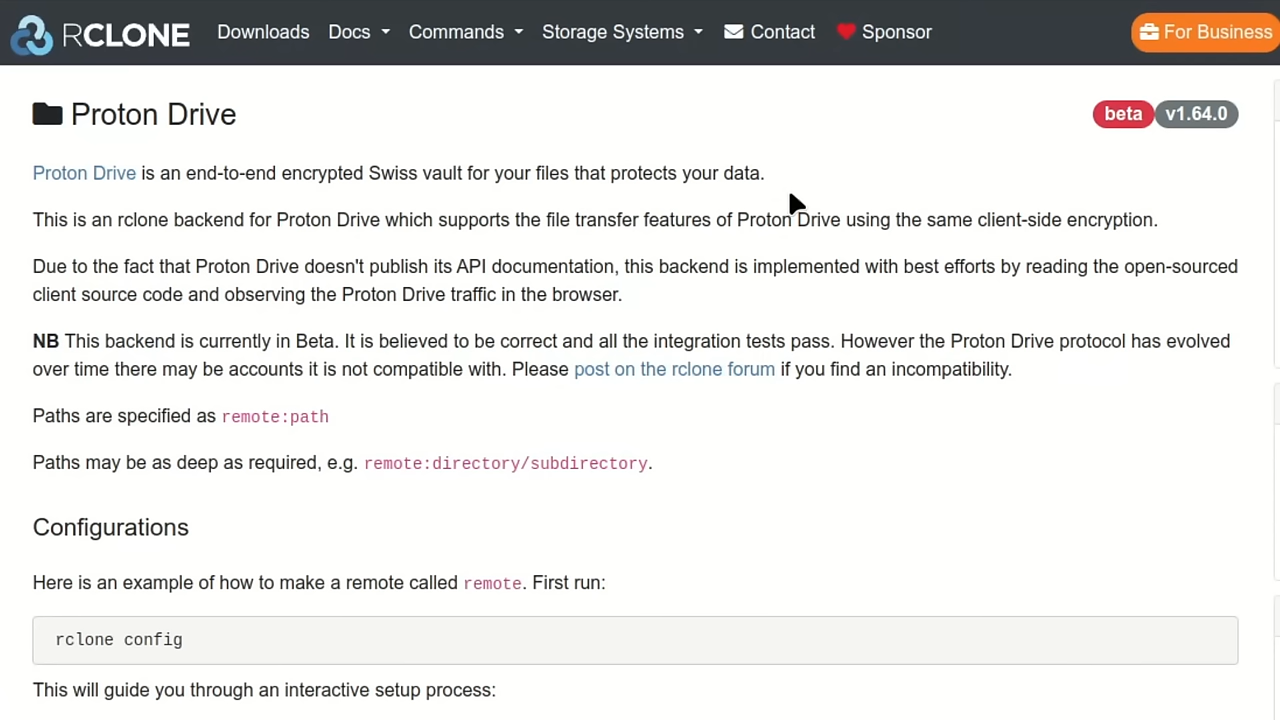 RCLONE Downloads Docs Commands Storage Systems Contact Sponsor For Business
Proton Drive beta v1.64.0
Proton Drive is an end-to-end encrypted Swiss vault for your files that protects your data.
This is an rclone backend for Proton Drive which supports the file transfer features of Proton Drive using the same client-side encryption.
Due to the fact that Proton Drive doesn't publish its API documentation, this backend is implemented with best efforts by reading the open-sourced
client source code and observing the Proton Drive traffic in the browser.
NB This backend is currently in Beta. It is believed to be correct and all the integration tests pass. However the Proton Drive protocol has evolved
over time there may be accounts it is not compatible with. Please post on the rclone forum if you find an incompatibility.
Paths are specified as remote:path
Paths may be as deep as required, e.g. remote:directory/subdirectory.
Configurations
Here is an example of how to make a remote called remote. First run:
rclone config
This will guide you through an interactive setup process: